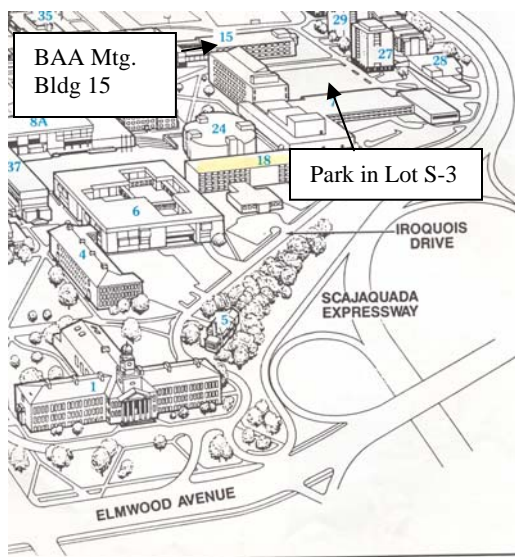 35
29
15
27
28
BAA Mtg.
Bldg 15
7
8A
24
18
Park in Lot S-3
37
6
IROQUOIS
DRIVE
4
SCAJAQUADA
EXPRESSWAY
5
1
ELMWOOD AVENUE